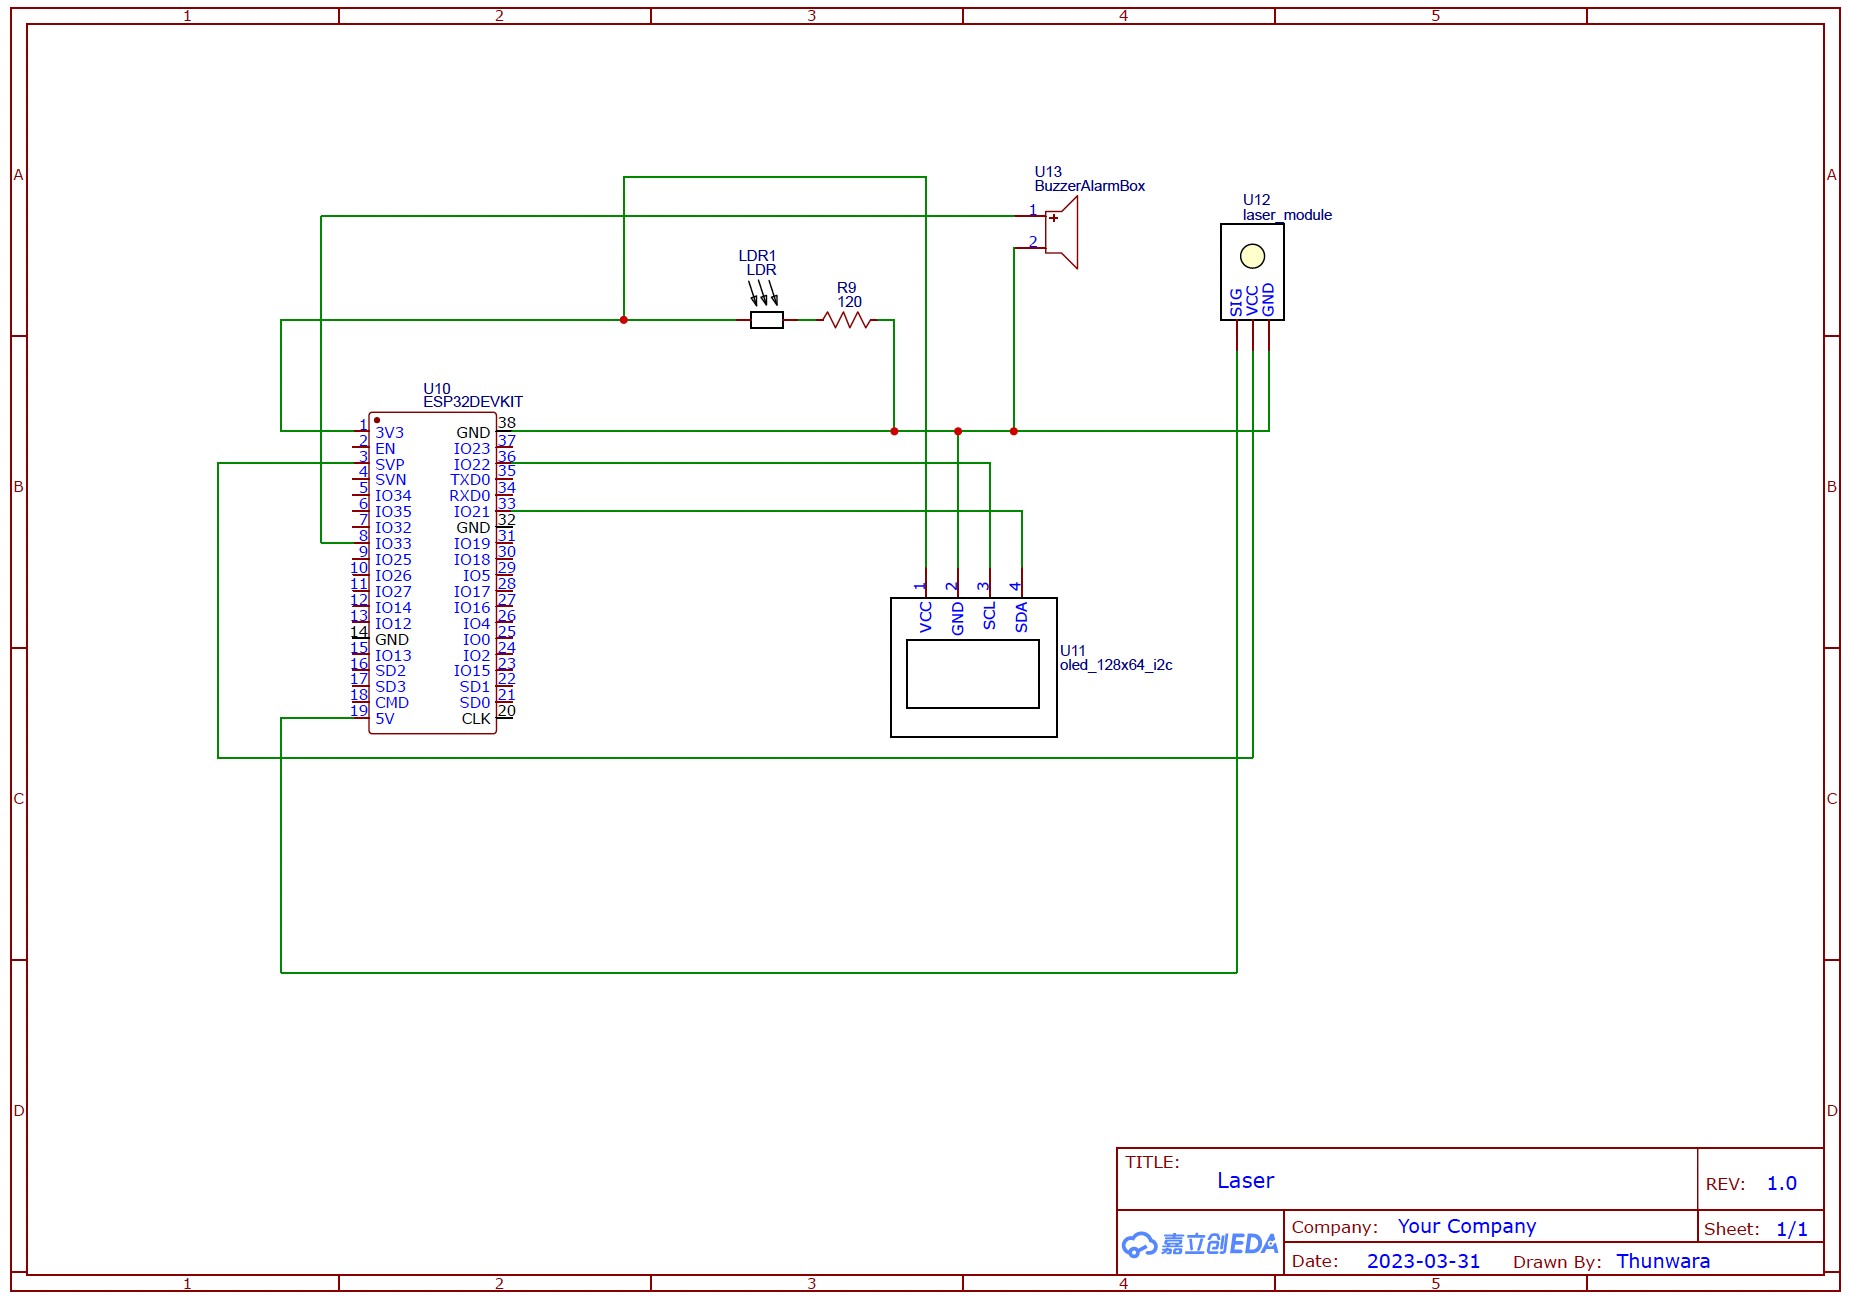 1 2 3 4 5
A A
U13
BuzzerAlarmBox
1
2
U12
laser_module
SIG VCC GND
LDR1
LDR
R9
120
U10
ESP32DEVKIT
1 3V3 GND 38
2 EN IO23 37
3 SVP IO22 36
4 SVN TXD0 35
5 IO34 RXD0 34
6 IO35 IO21 33
7 IO32 GND 32
8 IO33 IO19 31
9 IO25 IO18 30
10 IO26 IO5 29
11 IO27 IO17 28
12 IO14 IO16 27
13 IO12 IO4 26
14 GND IO0 25
15 IO13 IO2 24
16 SD2 IO15 23
17 SD3 SD1 22
18 CMD SD0 21
19 5V CLK 20
B B
1 2 3 4
VCC GND SCL SDA
U11
oled_128x64_i2c
C C
D D
TITLE:
Laser
REV: 1.0
嘉立创EDA
Company: Your Company
Sheet: 1/1
Date: 2023-03-31 Drawn By: Thunwara
1 2 3 4 5